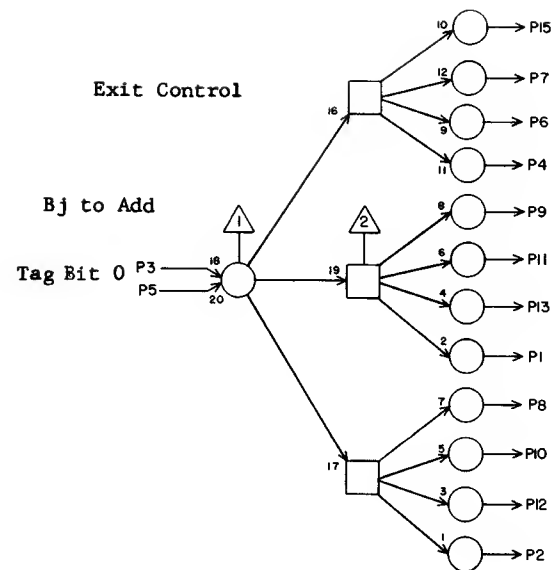 10 P15
Exit Control
12 P7
16
9 P6
11 P4
Bj to Add
1 2
8 P9
Tag Bit 0 P3 18
19 6 P11
P5 20
4 P13
2 P1
7 P8
17
5 P10
3 P12
1 P2